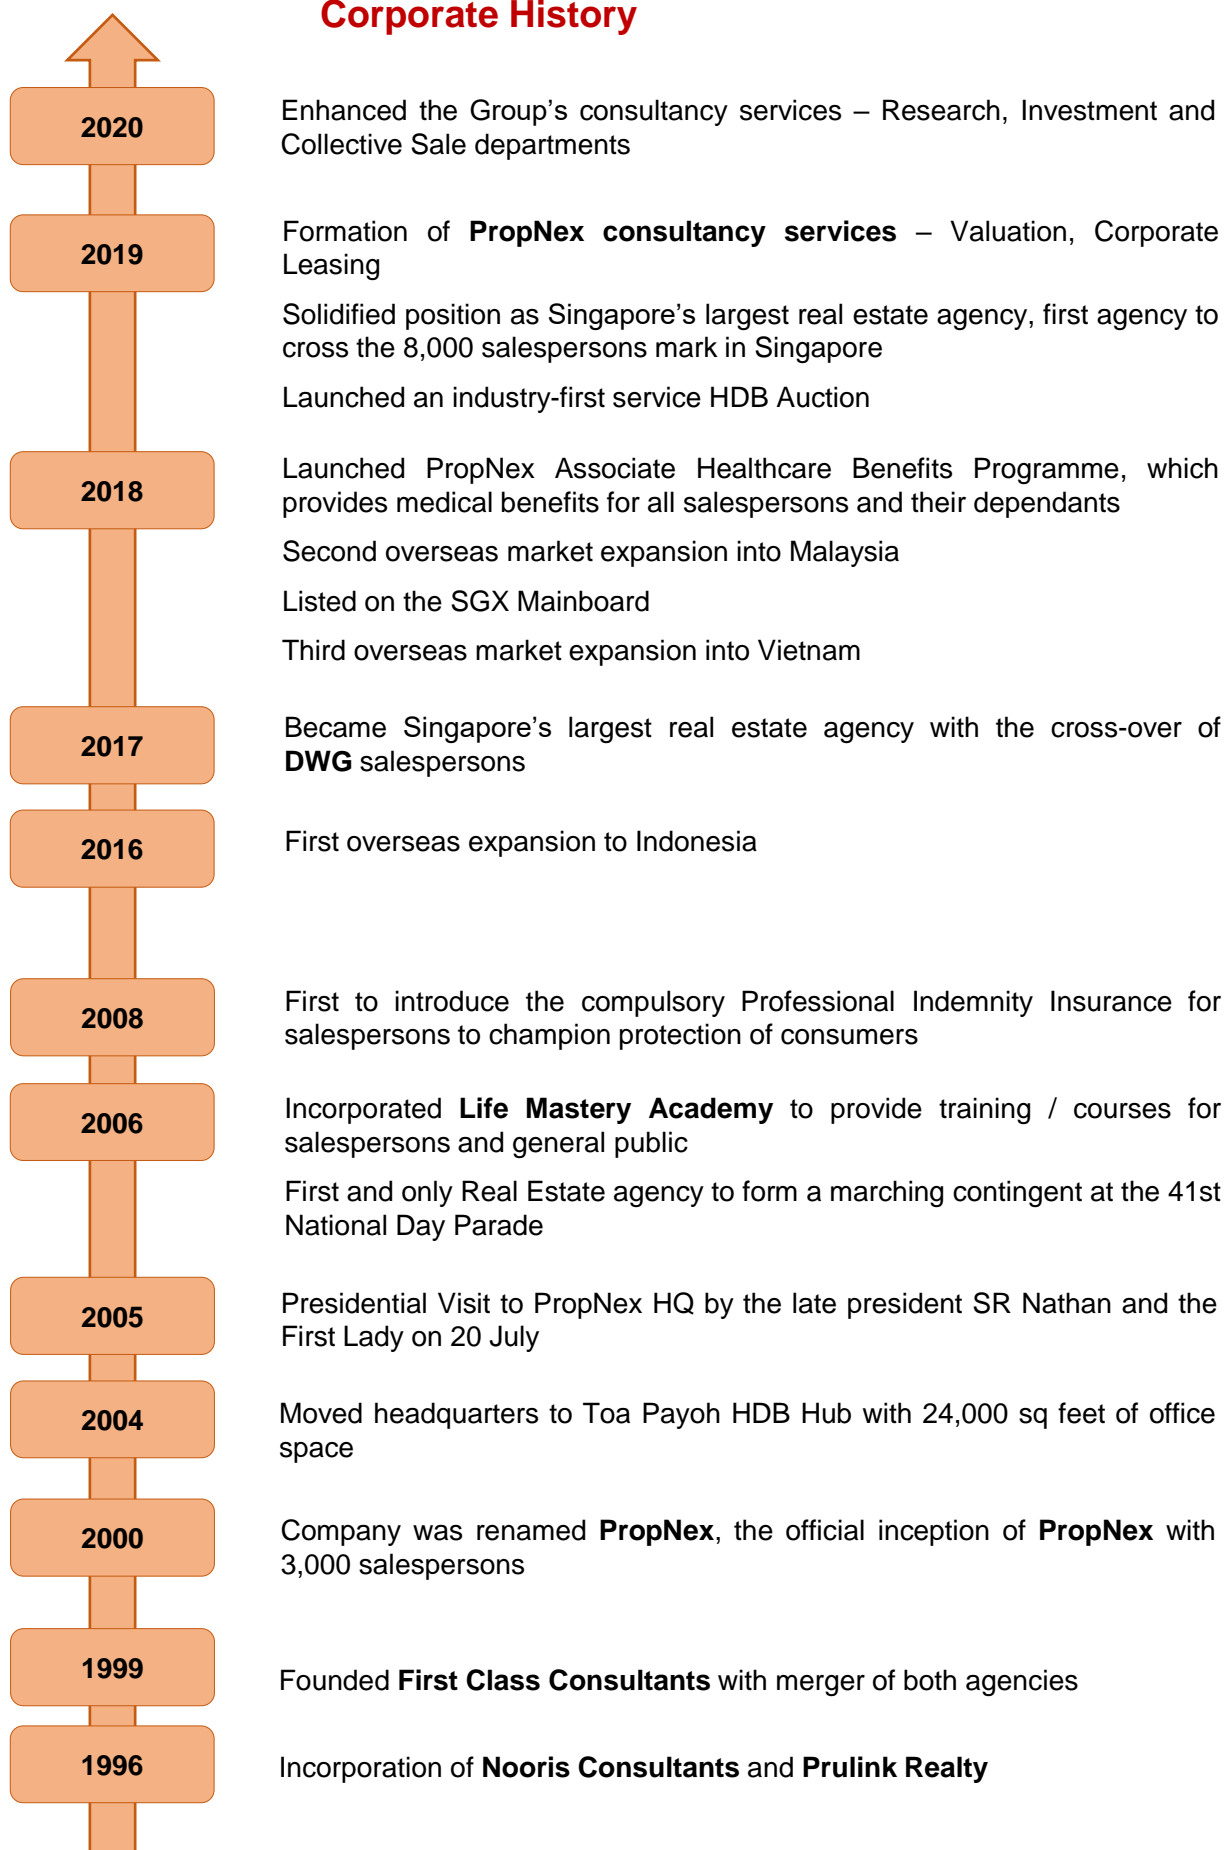 Corporate History
2020
Enhanced the Group's consultancy services – Research, Investment and
Collective Sale departments
2019
Formation of PropNex consultancy services – Valuation, Corporate
Leasing
Solidified position as Singapore's largest real estate agency, first agency to
cross the 8,000 salespersons mark in Singapore
Launched an industry-first service HDB Auction
2018
Launched PropNex Associate Healthcare Benefits Programme, which
provides medical benefits for all salespersons and their dependants
Second overseas market expansion into Malaysia
Listed on the SGX Mainboard
Third overseas market expansion into Vietnam
2017
Became Singapore's largest real estate agency with the cross-over of
DWG salespersons
2016
First overseas expansion to Indonesia
2008
First to introduce the compulsory Professional Indemnity Insurance for
salespersons to champion protection of consumers
2006
Incorporated Life Mastery Academy to provide training / courses for
salespersons and general public
First and only Real Estate agency to form a marching contingent at the 41st
National Day Parade
2005
Presidential Visit to PropNex HQ by the late president SR Nathan and the
First Lady on 20 July
2004
Moved headquarters to Toa Payoh HDB Hub with 24,000 sq feet of office
space
2000
Company was renamed PropNex, the official inception of PropNex with
3,000 salespersons
1999
Founded First Class Consultants with merger of both agencies
1996
Incorporation of Nooris Consultants and Prulink Realty